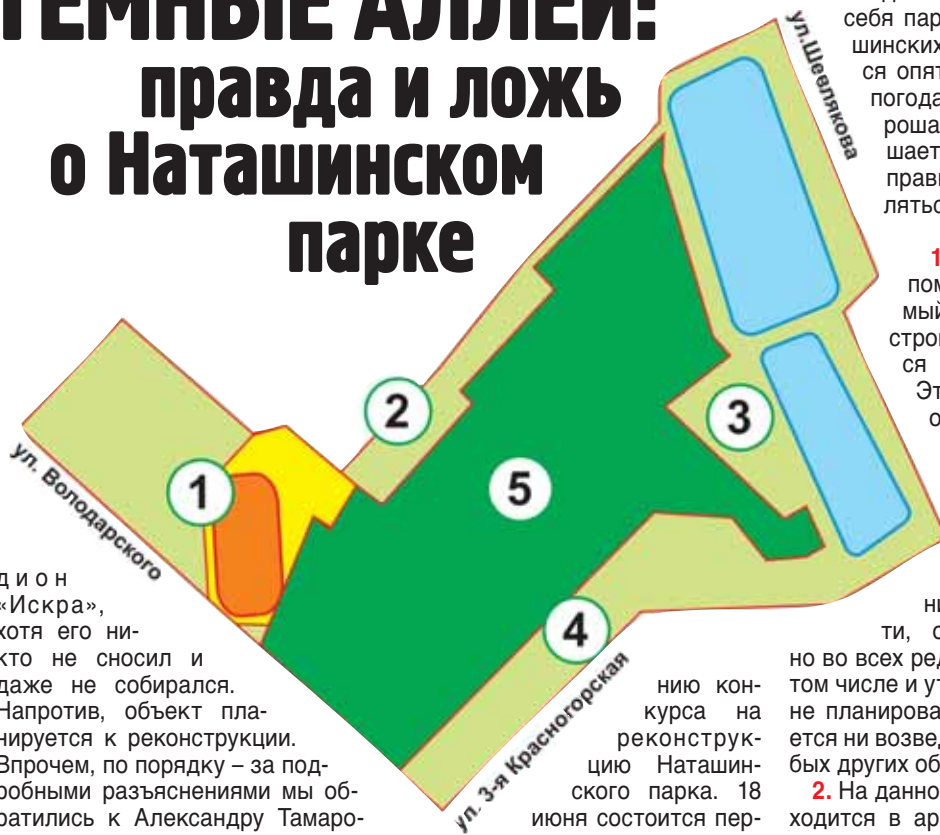 ТЕМНЫЕ АЛЛЕИ:
правда и ложь
о Наташинском
парке
ул.Шевлякова
ул. Володарского
ул. 3-я Красногорская
1
2
3
4
5
дион
«Искра»,
хотя его ни-
кто не сносил и
даже не собирался.
Напротив, объект пла-
нируется к реконструкции.
Впрочем, по порядку – за под-
робными разъяснениями мы об-
ратились к Александру Тамаро-
нию кон-
курса на
реконструк-
цию Наташин-
ского парка. 18
июня состоится пер-
себя пар
шинских
ся опят
погода
роша
шает
прав
лятьс
1
пом
мый
стро
ся
Эт
о
ни
ти, с
но во всех ред
том числе и ут
не планирова
ется ни возвед
бых других об
2. На данно
ходится в ар